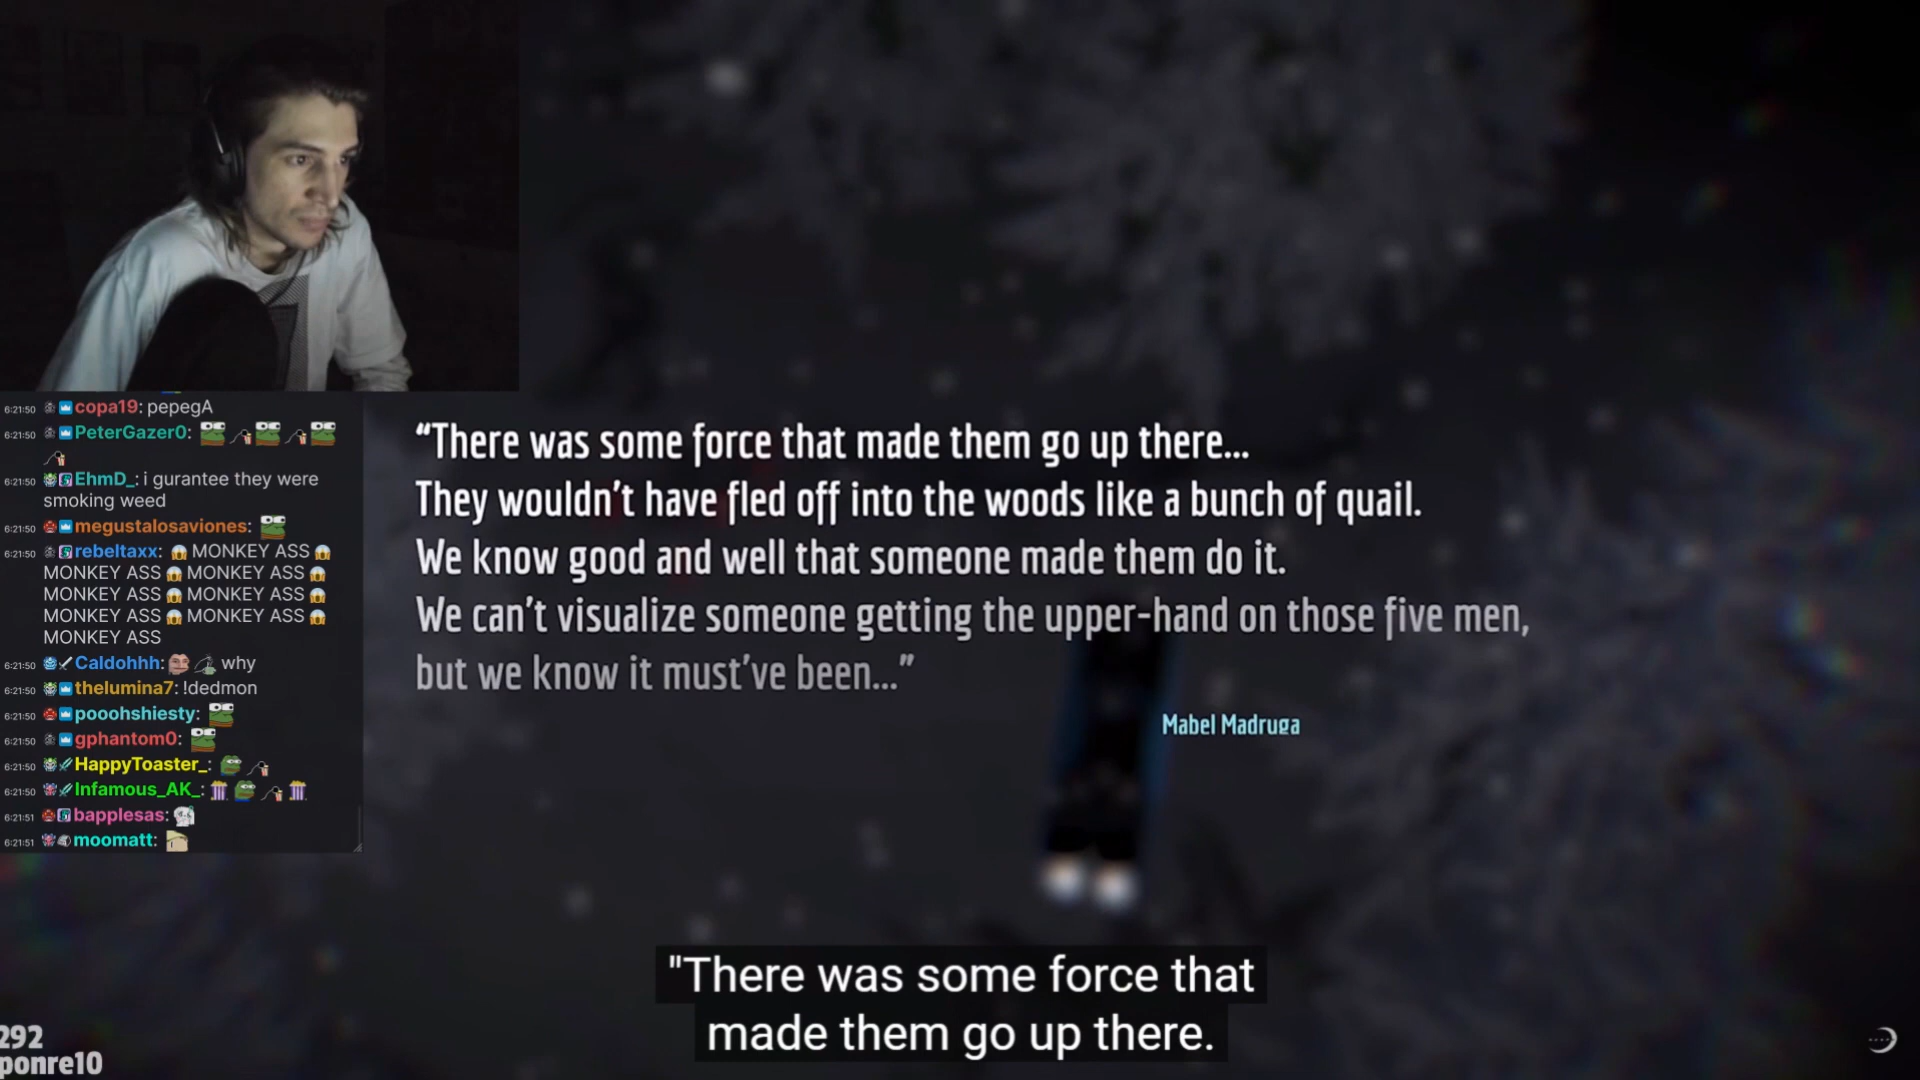 6:21:50 copa19: pepegA
6:21:50 PeterGazer0:
6:21:50 EhmD_: i gurantee they were
smoking weed
6:21:50 megustalosaviones:
6:21:50 rebeltaxx: 😱 MONKEY ASS 😱
MONKEY ASS 😱 MONKEY ASS 😱
MONKEY ASS 😱 MONKEY ASS 😱
MONKEY ASS 😱 MONKEY ASS 😱
MONKEY ASS
6:21:50 Caldohhh: why
6:21:50 thelumina7: !dedmon
6:21:50 pooohshiesty:
6:21:50 gphantom0:
6:21:50 HappyToaster_:
6:21:50 Infamous_AK_:
6:21:51 bapplesas:
6:21:51 moomatt:
“There was some force that made them go up there...
They wouldn’t have fled off into the woods like a bunch of quail.
We know good and well that someone made them do it.
We can’t visualize someone getting the upper-hand on those five men,
but we know it must’ve been...”
Mabel Madruga
"There was some force that
made them go up there.
292
ponre10